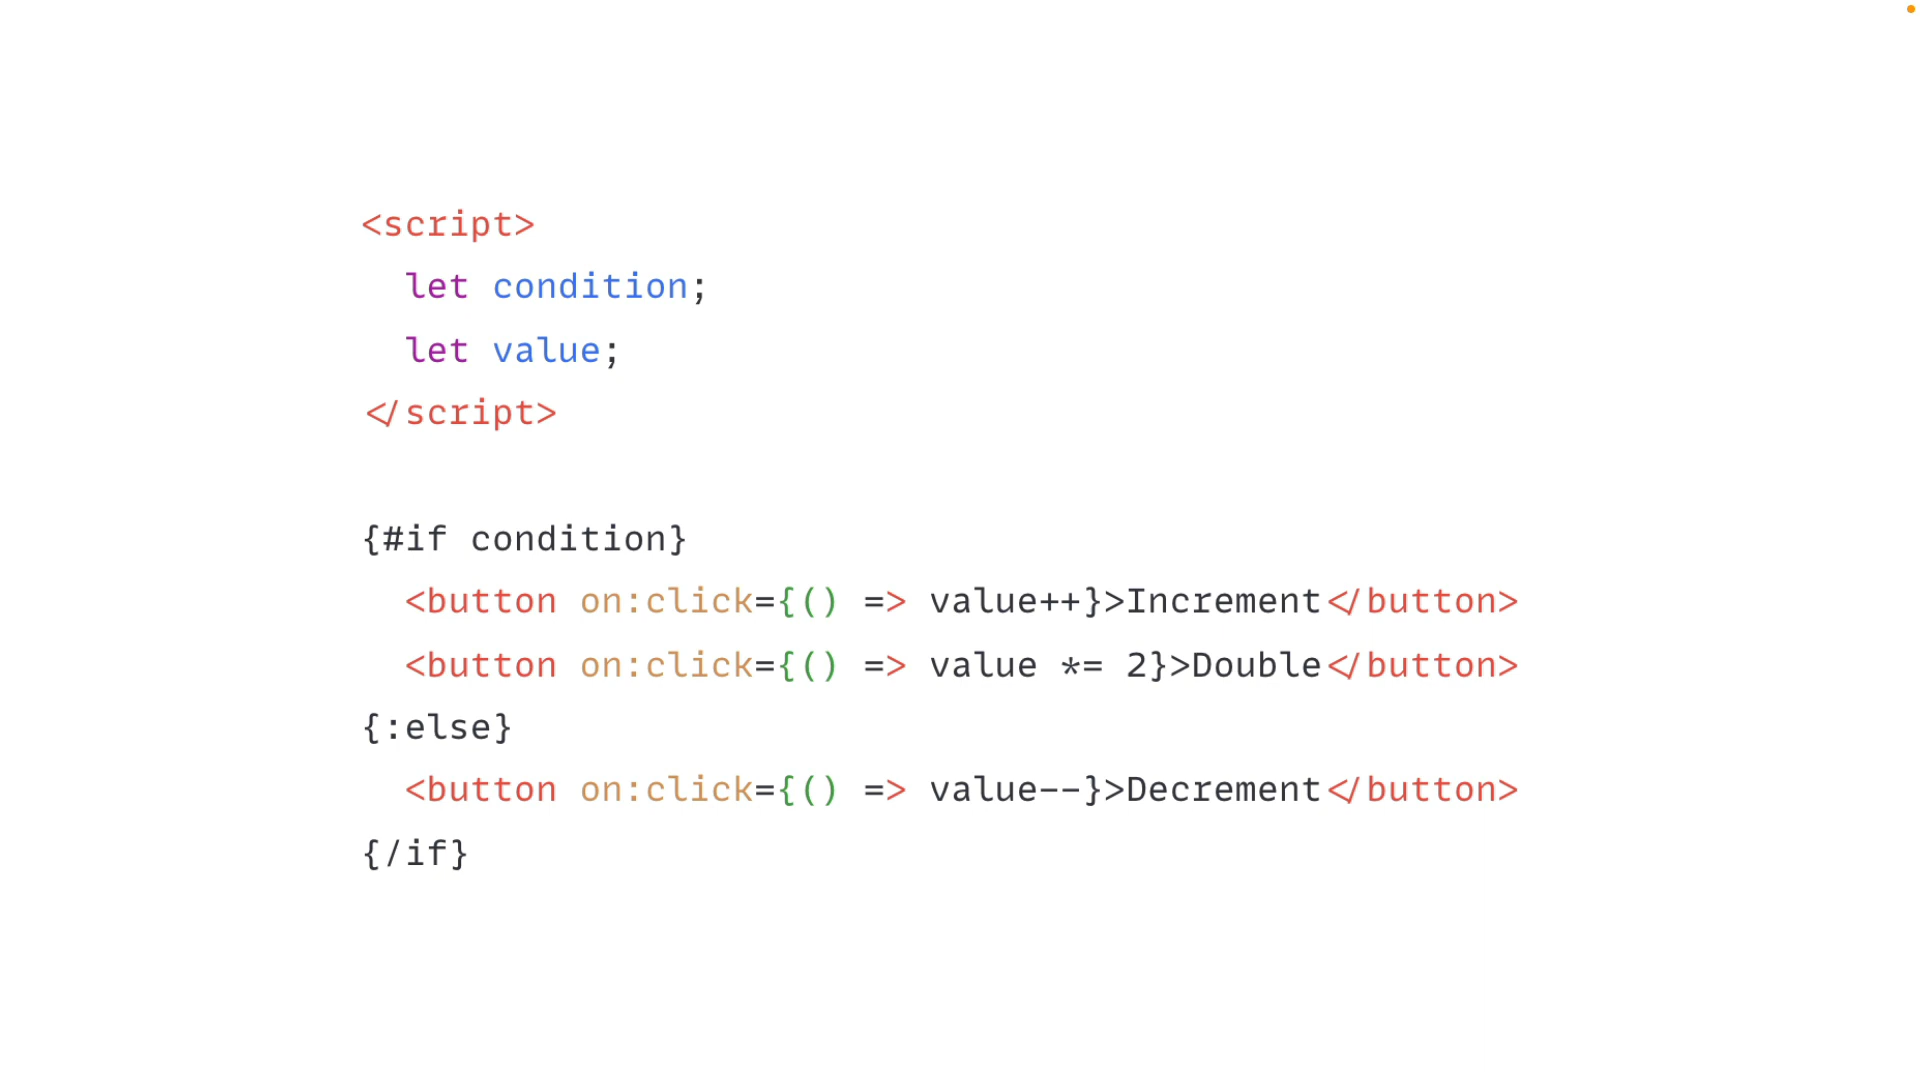 <script>
  let condition;
  let value;
</script>

{#if condition}
  <button on:click={() => value++}>Increment</button>
  <button on:click={() => value *= 2}>Double</button>
{:else}
  <button on:click={() => value--}>Decrement</button>
{/if}